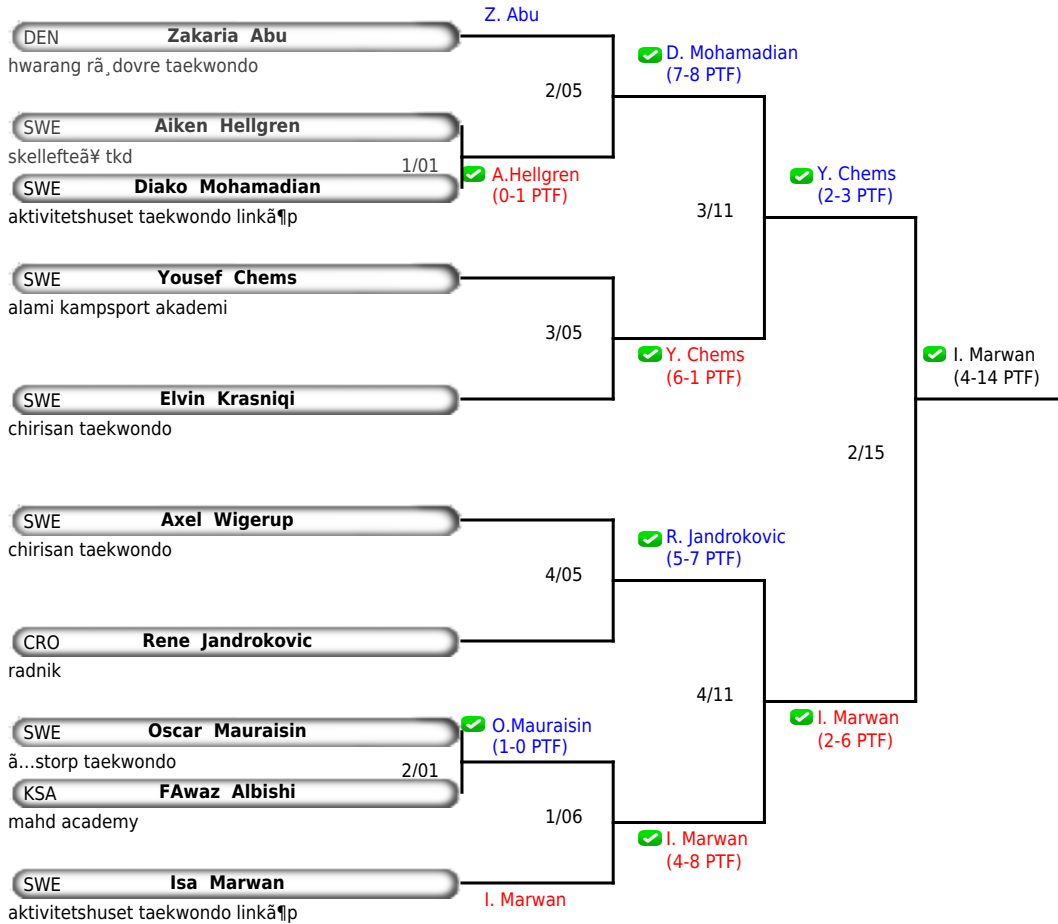 Z. Abu
DEN Zakaria Abu
hwarang rã¸dovre taekwondo
D. Mohamadian
(7-8 PTF)
2/05
SWE Aiken Hellgren
skellefteã¥ tkd
1/01
A.Hellgren
(0-1 PTF)
SWE Diako Mohamadian
aktivitetshuset taekwondo linkã¶p
Y. Chems
(2-3 PTF)
3/11
SWE Yousef Chems
alami kampsport akademi
3/05
Y. Chems
(6-1 PTF)
I. Marwan
(4-14 PTF)
SWE Elvin Krasniqi
chirisan taekwondo
2/15
SWE Axel Wigerup
chirisan taekwondo
R. Jandrokovic
(5-7 PTF)
4/05
CRO Rene Jandrokovic
radnik
4/11
I. Marwan
(2-6 PTF)
SWE Oscar Mauraisin
ã…storp taekwondo
O.Mauraisin
(1-0 PTF)
2/01
KSA FAwaz Albishi
mahd academy
1/06
I. Marwan
(4-8 PTF)
SWE Isa Marwan
aktivitetshuset taekwondo linkã¶p
I. Marwan